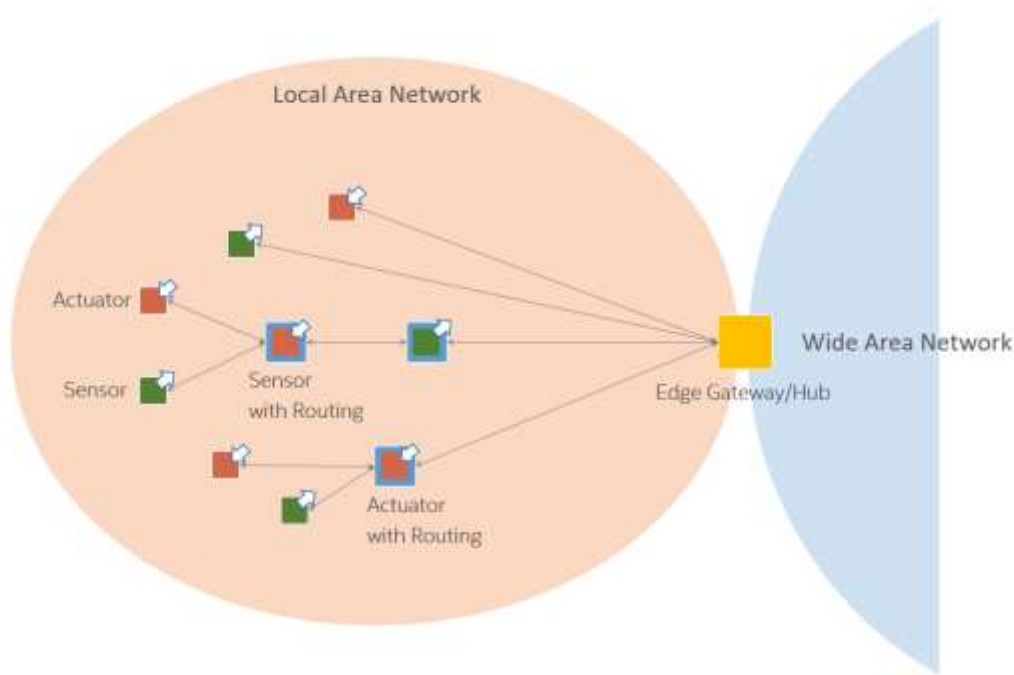 Local Area Network
Actuator
Sensor
Sensor
with Routing
Actuator
with Routing
Edge Gateway/Hub
Wide Area Network